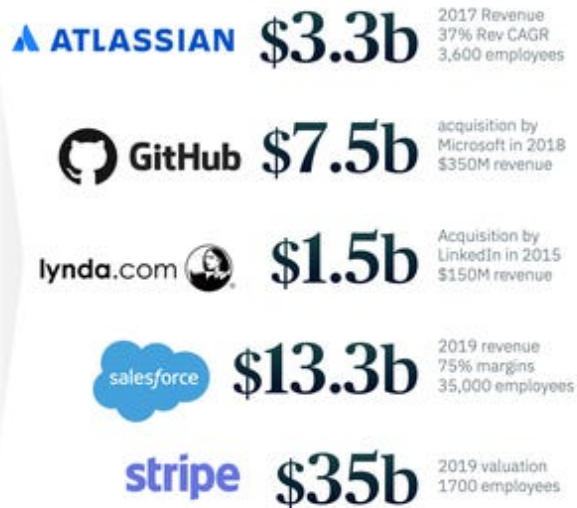 ATLASSIAN $3.3b
2017 Revenue
37% Rev CAGR
3,600 employees
GitHub $7.5b
acquisition by
Microsoft in 2018
$350M revenue
lynda.com $1.5b
Acquisition by
LinkedIn in 2015
$150M revenue
salesforce $13.3b
2019 revenue
75% margins
35,000 employees
stripe $35b
2019 valuation
1700 employees